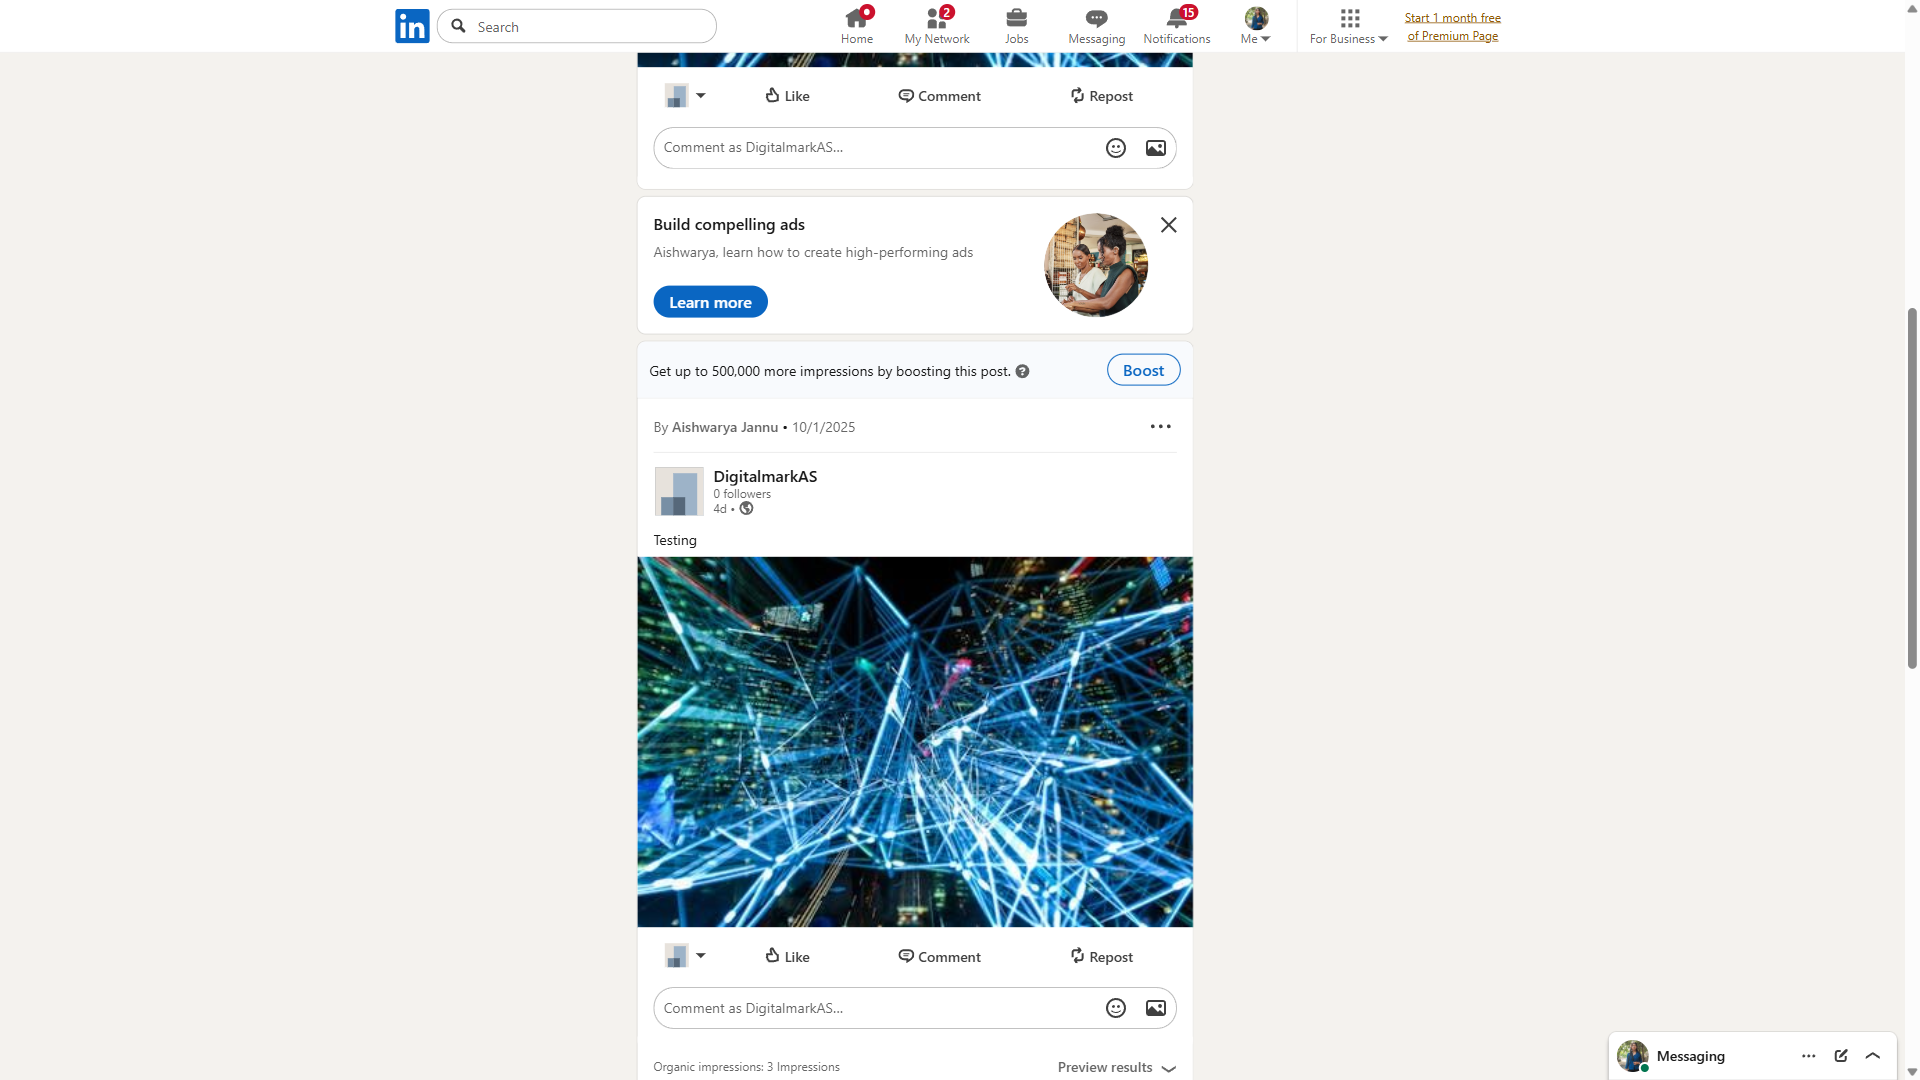 in
Search
Home
2
My Network
Jobs
Messaging
15
Notifications
Me
For Business
Start 1 month free
of Premium Page
Like
Comment
Repost
Comment as DigitalmarkAS...
Build compelling ads
Aishwarya, learn how to create high-performing ads
Learn more
Get up to 500,000 more impressions by boosting this post.
Boost
By Aishwarya Jannu • 10/1/2025
DigitalmarkAS
0 followers
4d •
Testing
Like
Comment
Repost
Comment as DigitalmarkAS...
Organic impressions: 3 Impressions
Preview results
Messaging